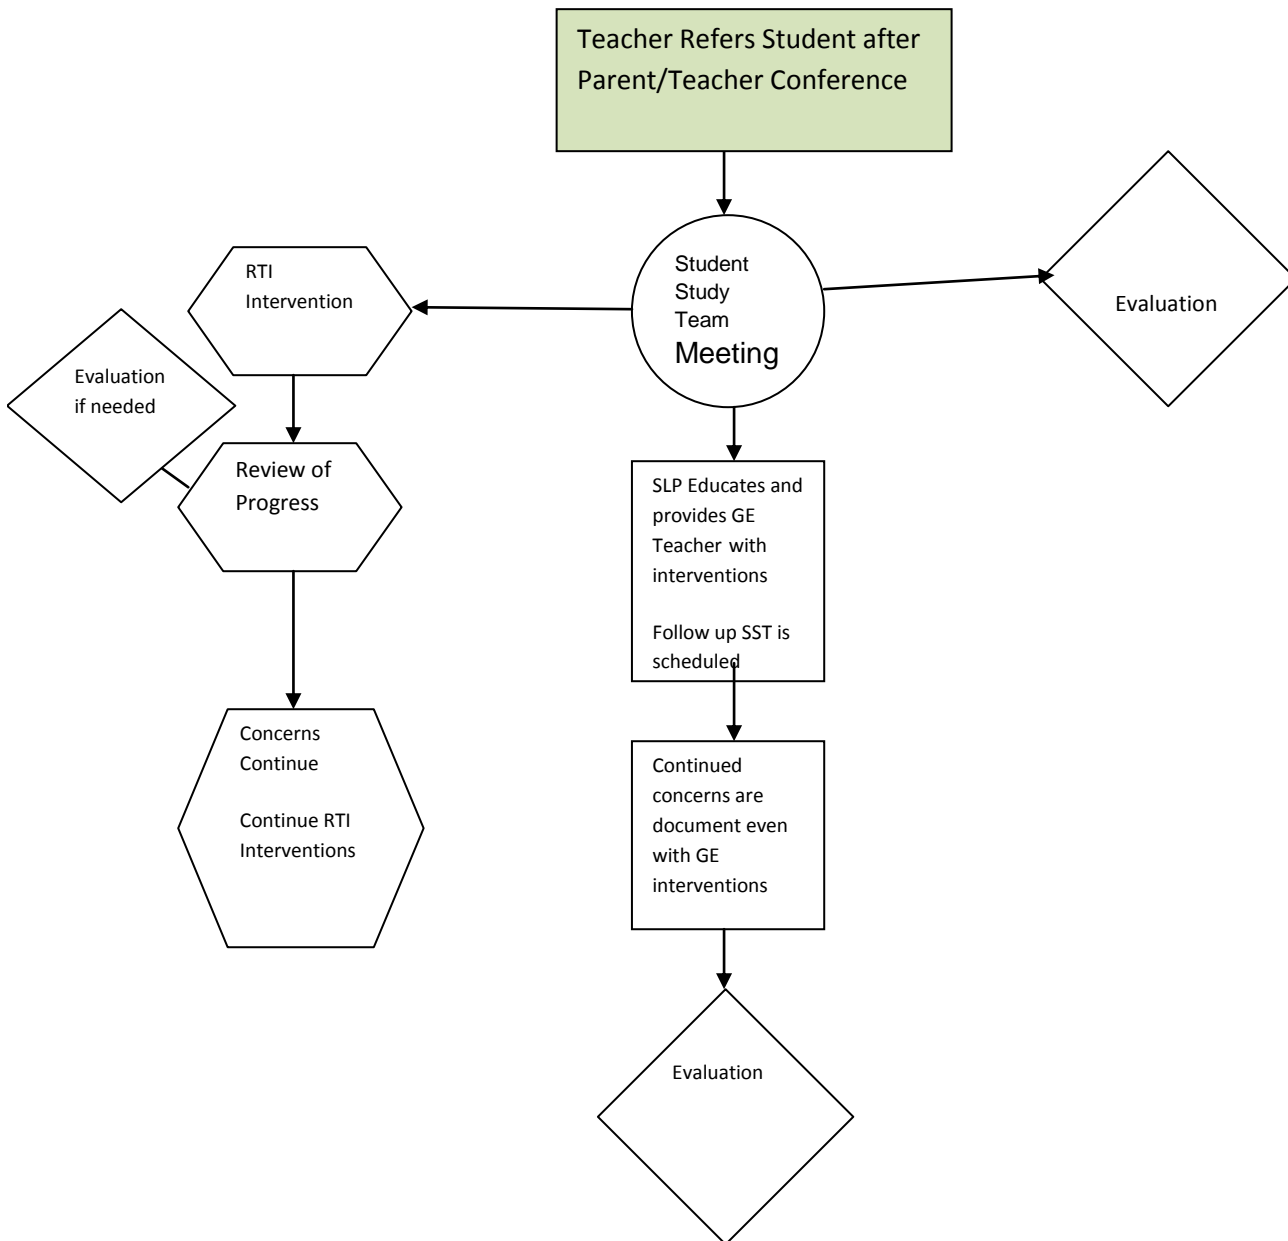 Teacher Refers Student after
Parent/Teacher Conference
Student
Study
Team
Meeting
RTI
Intervention
Evaluation
Evaluation
if needed
Review of
Progress
SLP Educates and
provides GE
Teacher with
interventions
Follow up SST is
scheduled
Concerns
Continue
Continue RTI
Interventions
Continued
concerns are
document even
with GE
interventions
Evaluation